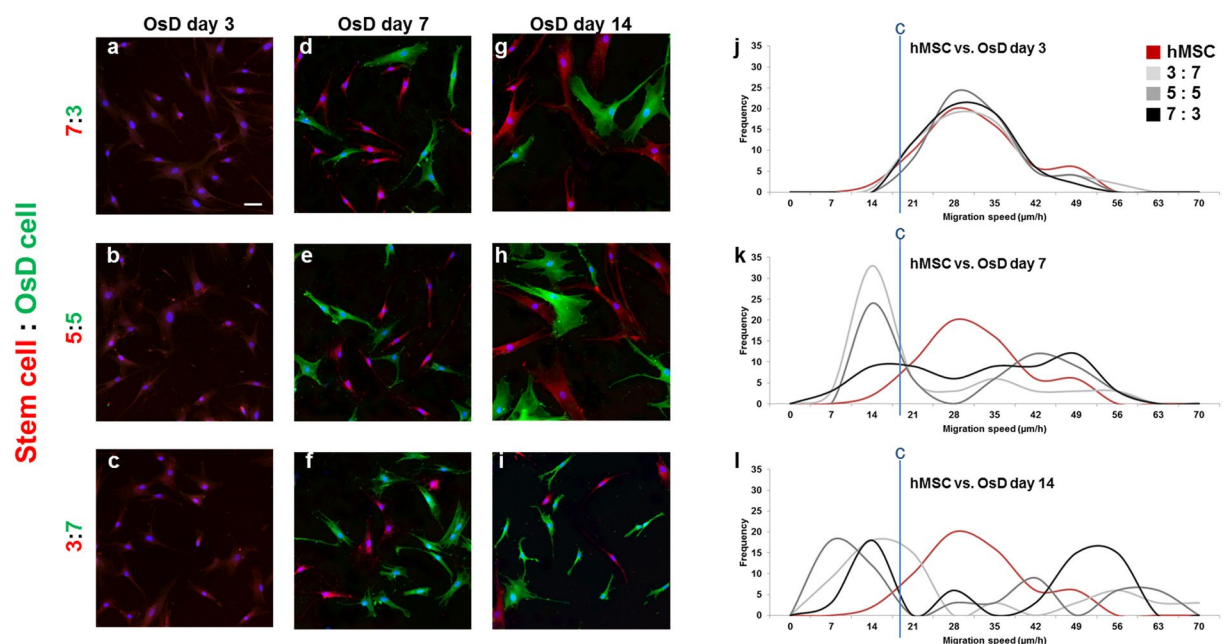 OsD day 3
OsD day 7
OsD day 14
Stem cell : OsD cell
7:3
5:5
3:7
a
d
g
b
e
h
c
f
i
j
C
hMSC vs. OsD day 3
hMSC
3 : 7
5 : 5
7 : 3
Frequency
35
30
25
20
15
10
5
0
0 7 14 21 28 35 42 49 56 63 70
Migration speed (µm/h)
k
C
hMSC vs. OsD day 7
Frequency
35
30
25
20
15
10
5
0
0 7 14 21 28 35 42 49 56 63 70
Migration speed (µm/h)
l
C
hMSC vs. OsD day 14
Frequency
35
30
25
20
15
10
5
0
0 7 14 21 28 35 42 49 56 63 70
Migration speed (µm/h)